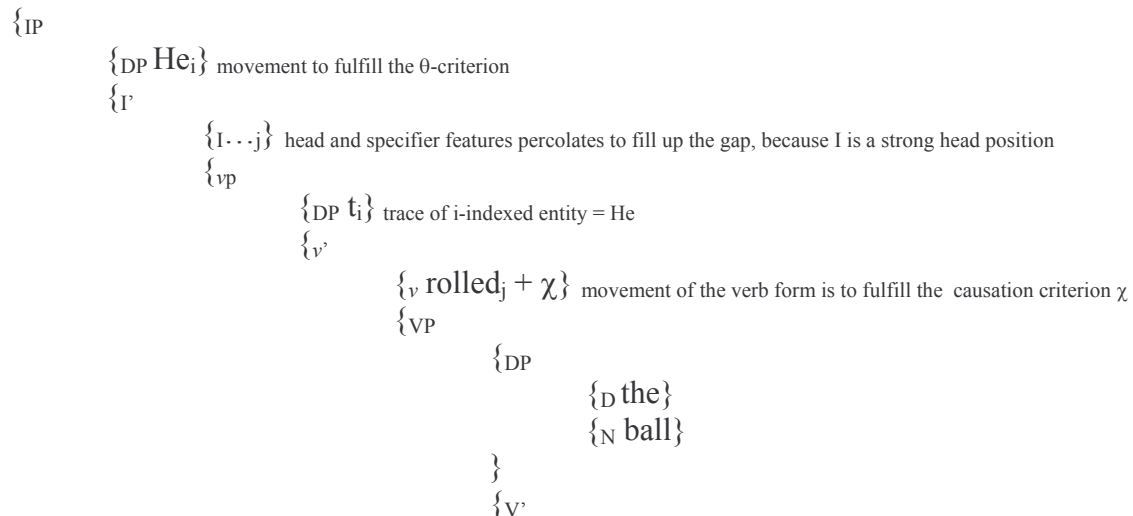 {IP
{DP Hei} movement to fulfill the θ-criterion
{I’
{I…j} head and specifier features percolates to fill up the gap, because I is a strong head position
{vp
{DP ti} trace of i-indexed entity = He
{v’
{v rolledj + χ} movement of the verb form is to fulfill the causation criterion χ
{VP
{DP
{D the}
{N ball}
}
{V’